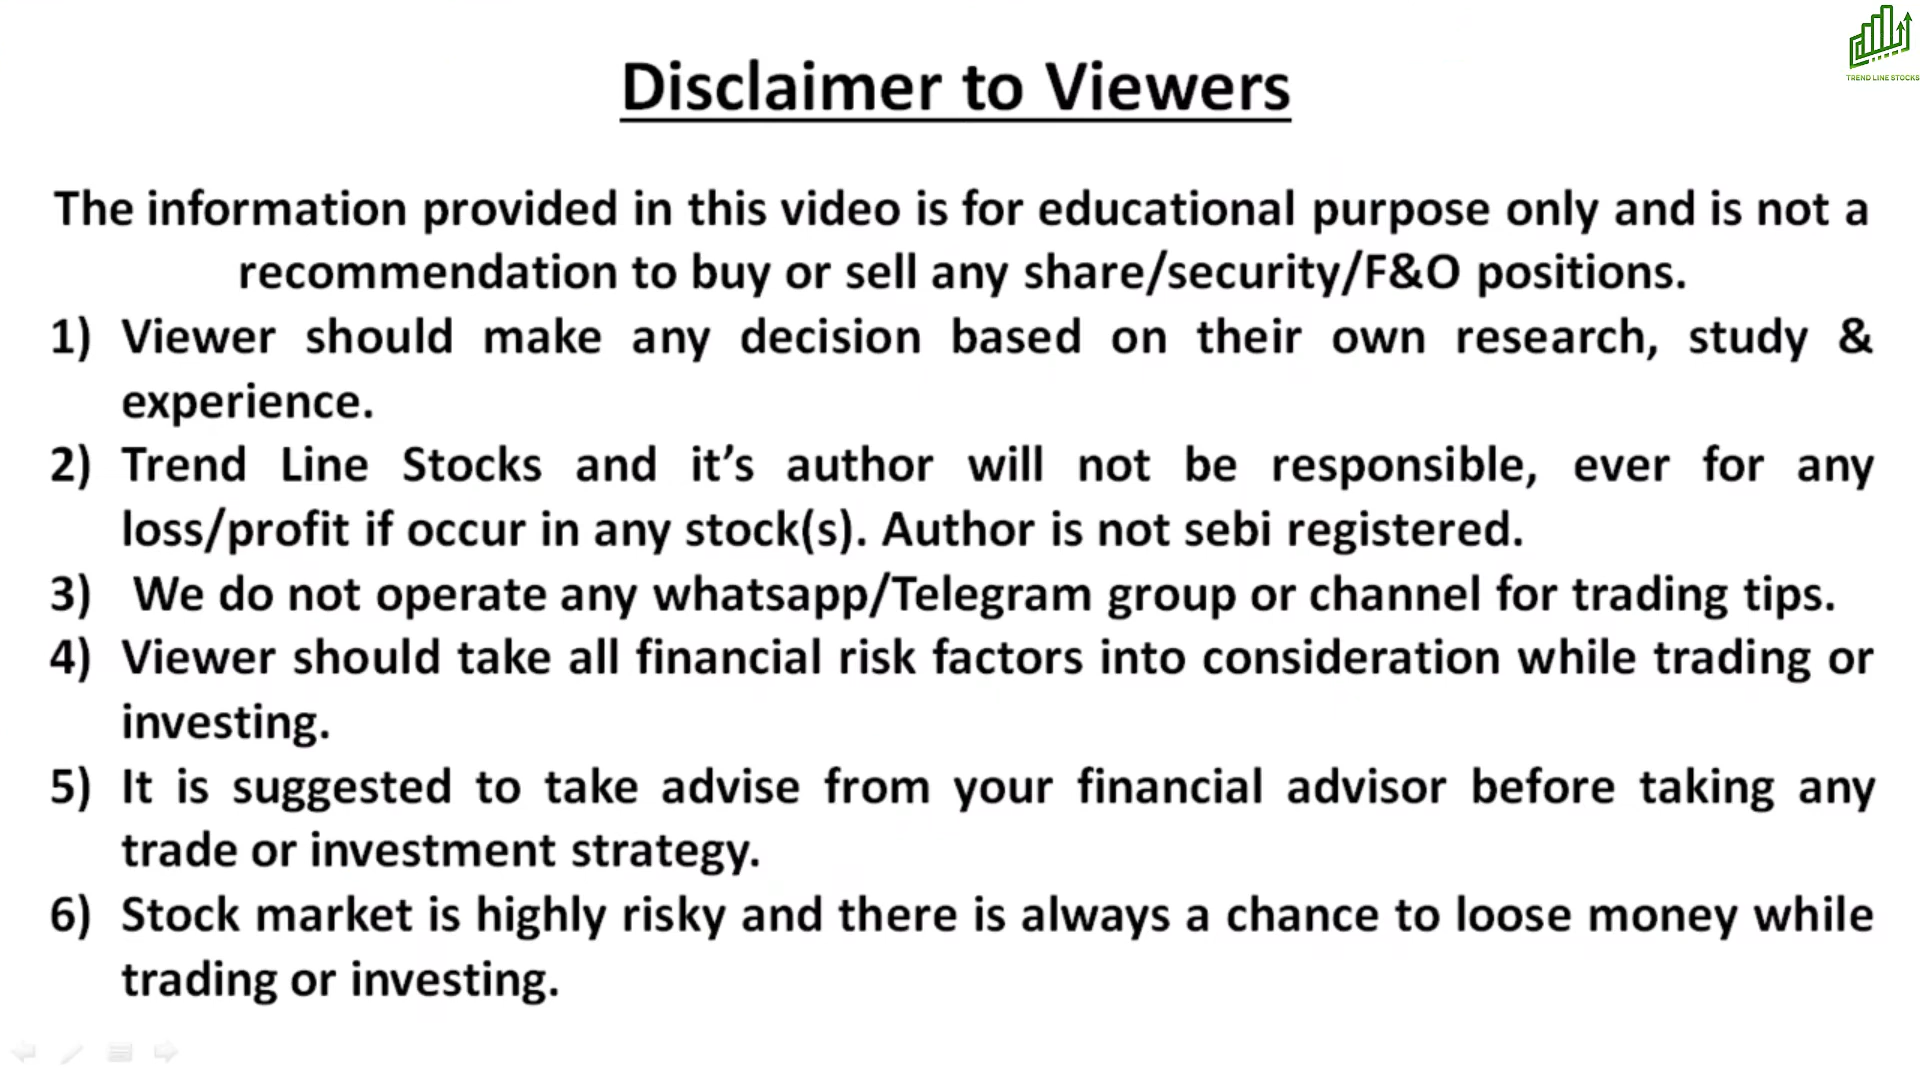 TREND LINE STOCKS
Disclaimer to Viewers
The information provided in this video is for educational purpose only and is not a
recommendation to buy or sell any share/security/F&O positions.
1) Viewer should make any decision based on their own research, study &
experience.
2) Trend Line Stocks and it’s author will not be responsible, ever for any
loss/profit if occur in any stock(s). Author is not sebi registered.
3) We do not operate any whatsapp/Telegram group or channel for trading tips.
4) Viewer should take all financial risk factors into consideration while trading or
investing.
5) It is suggested to take advise from your financial advisor before taking any
trade or investment strategy.
6) Stock market is highly risky and there is always a chance to loose money while
trading or investing.